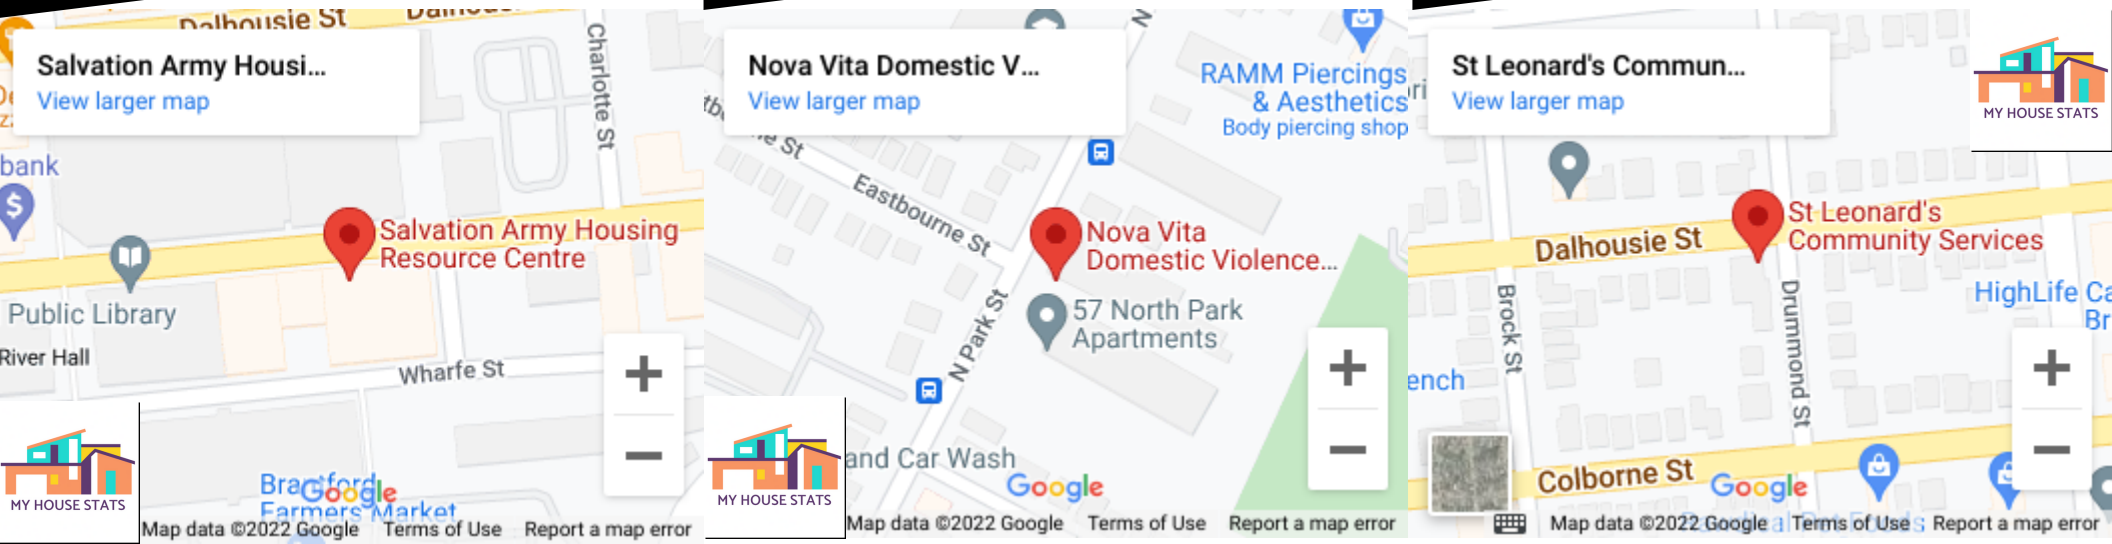 Dalhousie St
Salvation Army Housi...
View larger map
Charlotte St
bank
Salvation Army Housing
Resource Centre
Public Library
River Hall
Wharfe St
MY HOUSE STATS
Brantford
Farmers Market
Google
Map data ©2022 Google
Terms of Use
Report a map error
Nova Vita Domestic V...
View larger map
RAMM Piercings
& Aesthetics
Body piercing shop
Eastbourne St
Nova Vita
Domestic Violence...
57 North Park
Apartments
N Park St
and Car Wash
MY HOUSE STATS
Google
Map data ©2022 Google
Terms of Use
Report a map error
St Leonard's Commun...
View larger map
MY HOUSE STATS
St Leonard's
Community Services
Dalhousie St
Brock St
Drummond St
HighLife Ca
Br
ench
Colborne St
Google
Map data ©2022 Google
Terms of Use
Report a map error